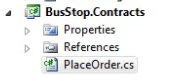 BusStop.Contracts
Properties
References
PlaceOrder.cs